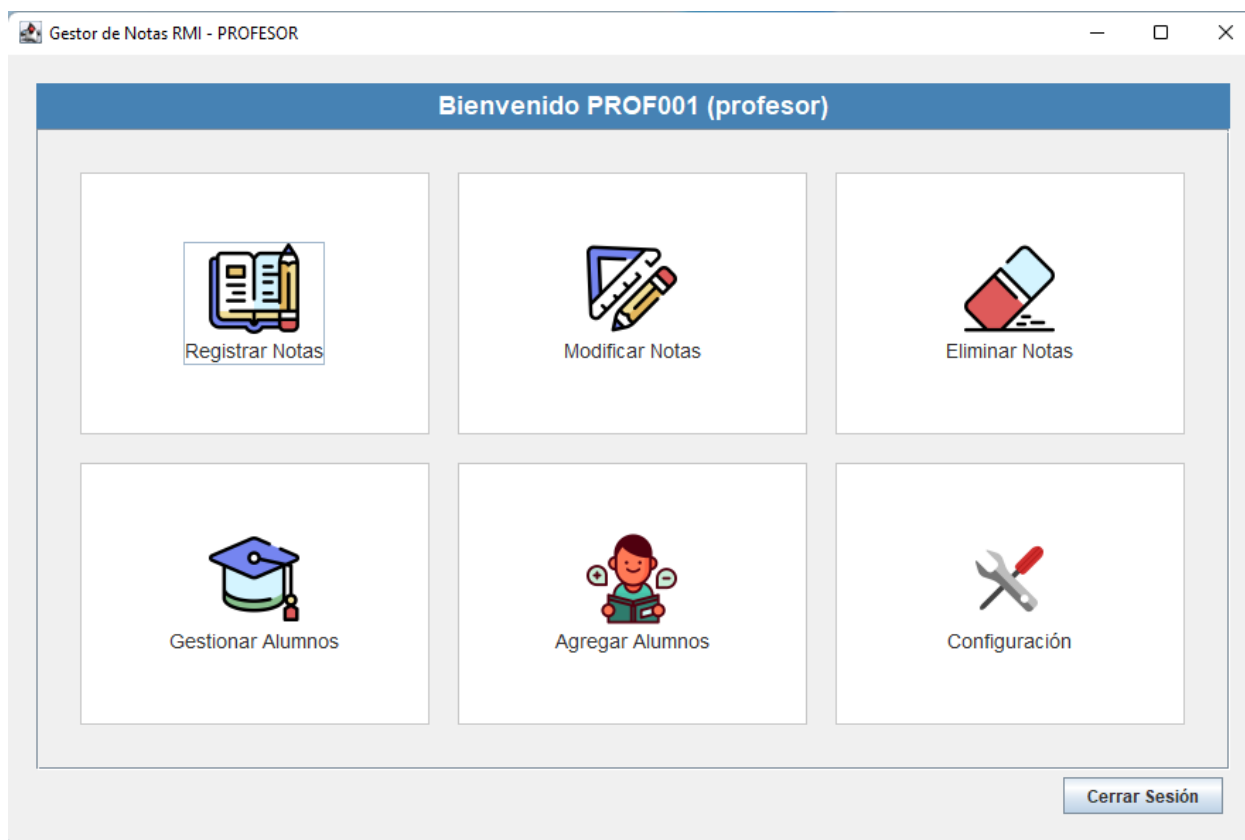 Gestor de Notas RMI - PROFESOR
Bienvenido PROF001 (profesor)
Registrar Notas
Modificar Notas
Eliminar Notas
Gestionar Alumnos
Agregar Alumnos
Configuración
Cerrar Sesión